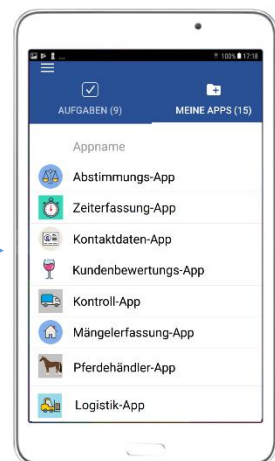 100% 17:18
AUFGABEN (9) MEINE APPS (15)
Appname
Abstimmungs-App
Zeiterfassung-App
Kontaktdaten-App
Kundenbewertungs-App
Kontroll-App
Mängelerfassung-App
Pferdehändler-App
Logistik-App